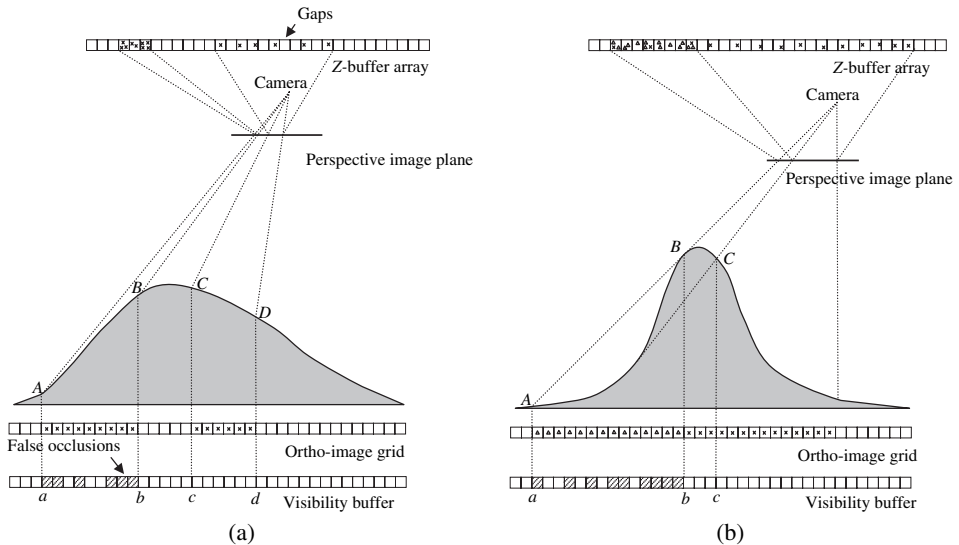 Gaps
Z-buffer array
Camera
Perspective image plane
B
C
D
A
Ortho-image grid
False occlusions
a
b
c
d
Visibility buffer
(a)
Z-buffer array
Camera
Perspective image plane
B
C
A
Ortho-image grid
a
b
c
Visibility buffer
(b)